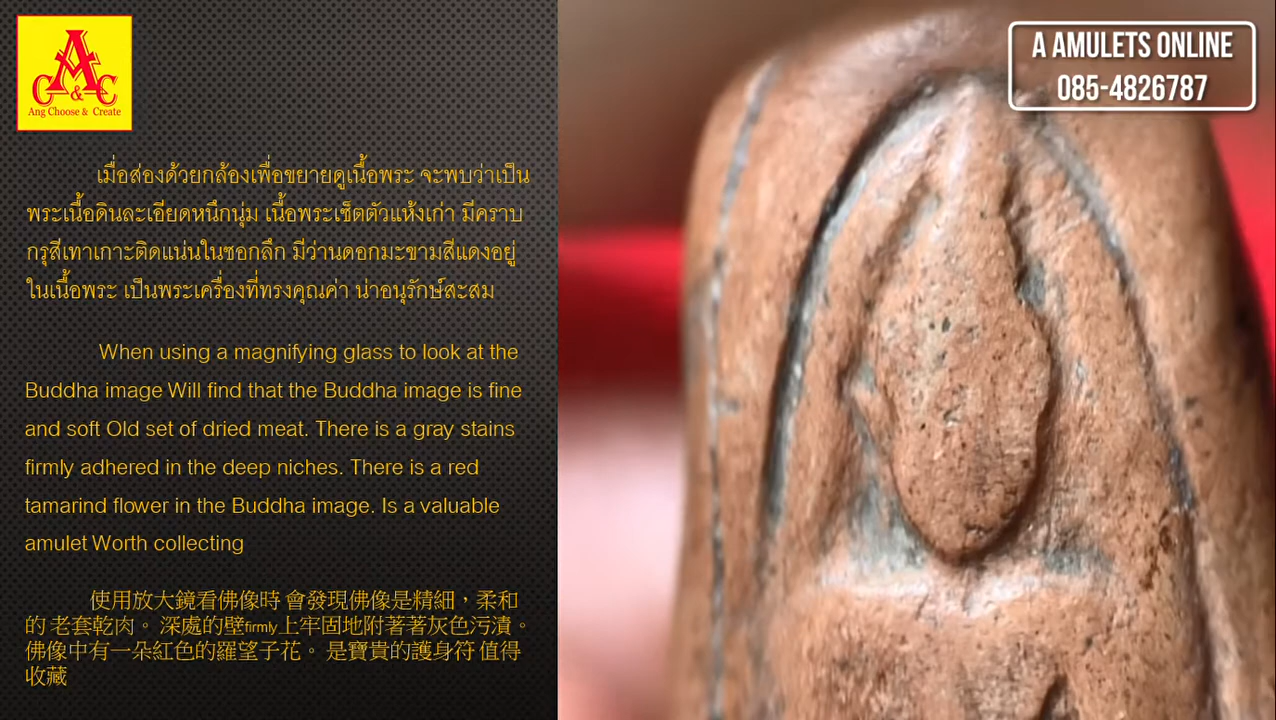 A
C & C
Ang Choose & Create
A AMULETS ONLINE
085-4826787
เมื่อส่องด้วยกล้องเพื่อขยายดูเนื้อพระ จะพบว่าเป็น
พระเนื้อดินละเอียดหนึกนุ่ม เนื้อพระเซ็ตตัวแห้งเก่า มีคราบ
กรุสีเทาเกาะติดแน่นในซอกลึก มีว่านดอกมะขามสีแดงอยู่
ในเนื้อพระ เป็นพระเครื่องที่ทรงคุณค่า น่าอนุรักษ์สะสม
When using a magnifying glass to look at the
Buddha image Will find that the Buddha image is fine
and soft Old set of dried meat. There is a gray stains
firmly adhered in the deep niches. There is a red
tamarind flower in the Buddha image. Is a valuable
amulet Worth collecting
使用放大鏡看佛像時 會發現佛像是精細，柔和
的 老套乾肉。 深處的壁firmly上牢固地附著著灰色污漬。
佛像中有一朵紅色的羅望子花。 是寶貴的護身符 值得
收藏